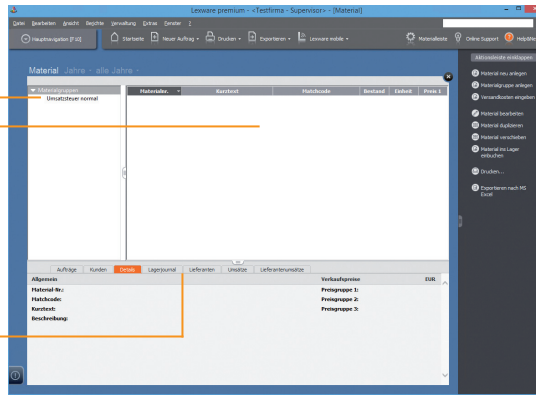 Lexware premium - «Testfirma - Supervisor» - [Material]
Datei Bearbeiten Ansicht Berichte Verwaltung Extras Fenster ?
Hauptnavigation [F10] Startseite Neuer Auftrag Drucken Exportieren Lexware mobile Materialleiste Online Support Help&News
Material Jahre - alle Jahre -
Materialgruppen
Umsatzsteuer normal
Materialnr. Kurztext Matchcode Bestand Einheit Preis 1
Aufträge Kunden Details Lagerjournal Lieferanten Umsätze Lieferantenumsätze
Allgemein Verkaufspreise EUR
Material-Nr.: Preisgruppe 1:
Matchcode: Preisgruppe 2:
Kurztext: Preisgruppe 3:
Beschreibung:
Aktionsleiste einklappen
Material neu anlegen
Materialgruppe anlegen
Versandkosten eingeben
Material bearbeiten
Material duplizieren
Material verschieben
Material ins Lager
einbuchen
Drucken...
Exportieren nach MS
Excel